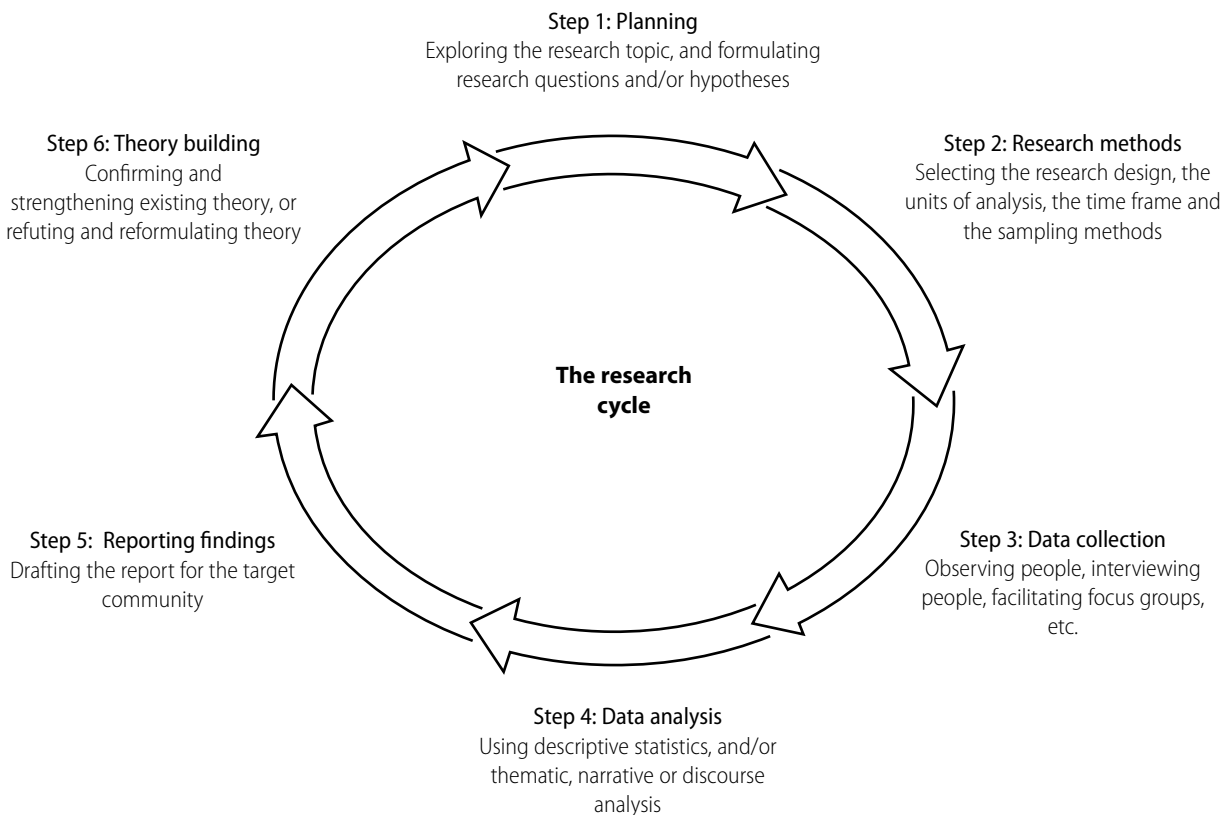 Step 1: Planning
Exploring the research topic, and formulating
research questions and/or hypotheses
Step 2: Research methods
Selecting the research design, the
units of analysis, the time frame and
the sampling methods
Step 3: Data collection
Observing people, interviewing
people, facilitating focus groups,
etc.
Step 4: Data analysis
Using descriptive statistics, and/or
thematic, narrative or discourse
analysis
Step 5: Reporting findings
Drafting the report for the target
community
Step 6: Theory building
Confirming and
strengthening existing theory, or
refuting and reformulating theory
The research
cycle